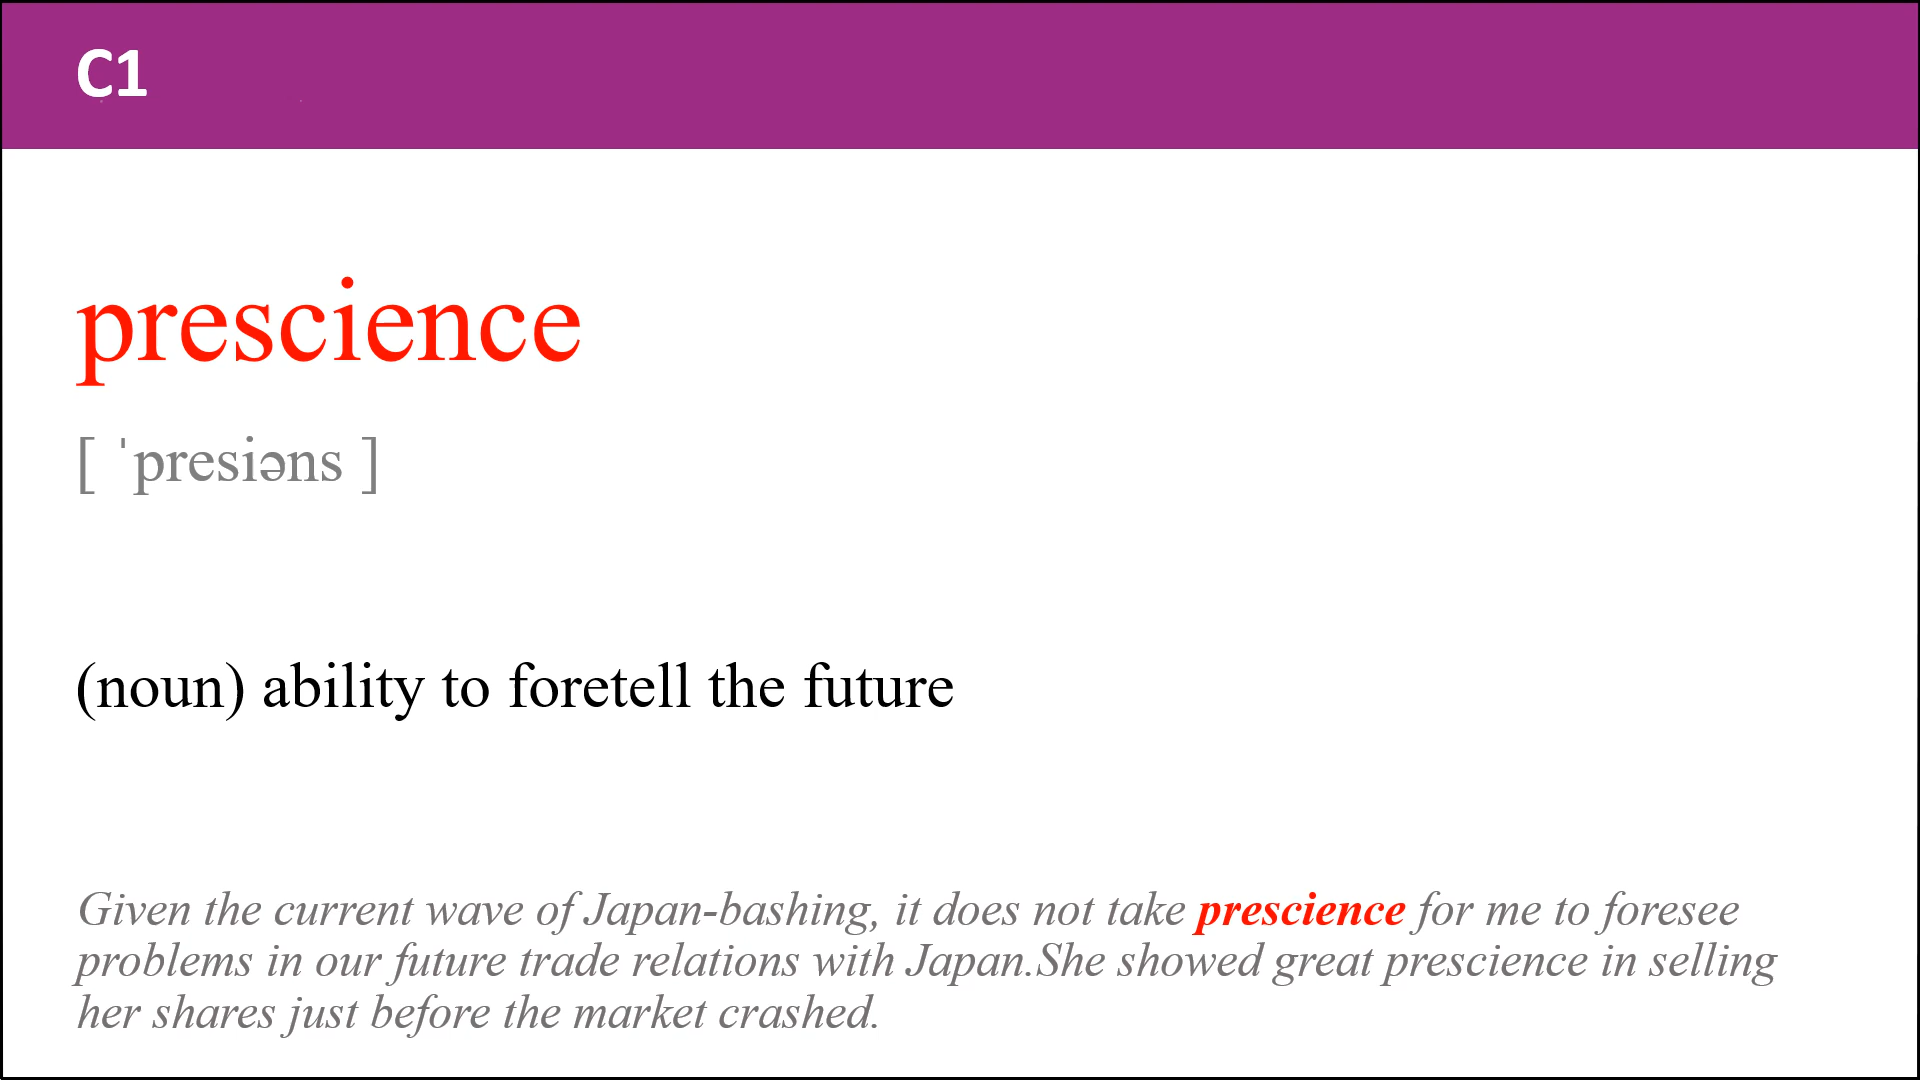 C1
prescience
[ ˈpresiəns ]
(noun) ability to foretell the future
Given the current wave of Japan-bashing, it does not take prescience for me to foresee
problems in our future trade relations with Japan.She showed great prescience in selling
her shares just before the market crashed.